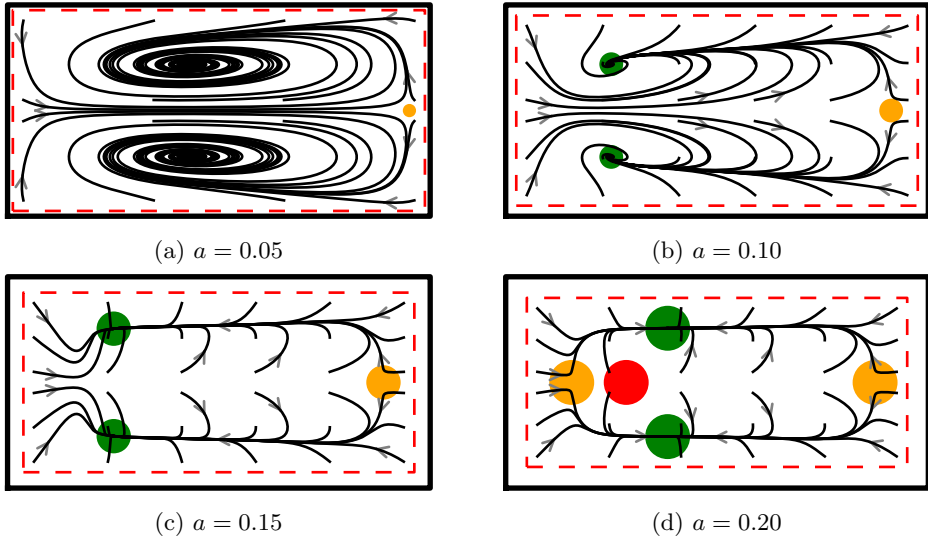 (a) a = 0.05
(b) a = 0.10
(c) a = 0.15
(d) a = 0.20